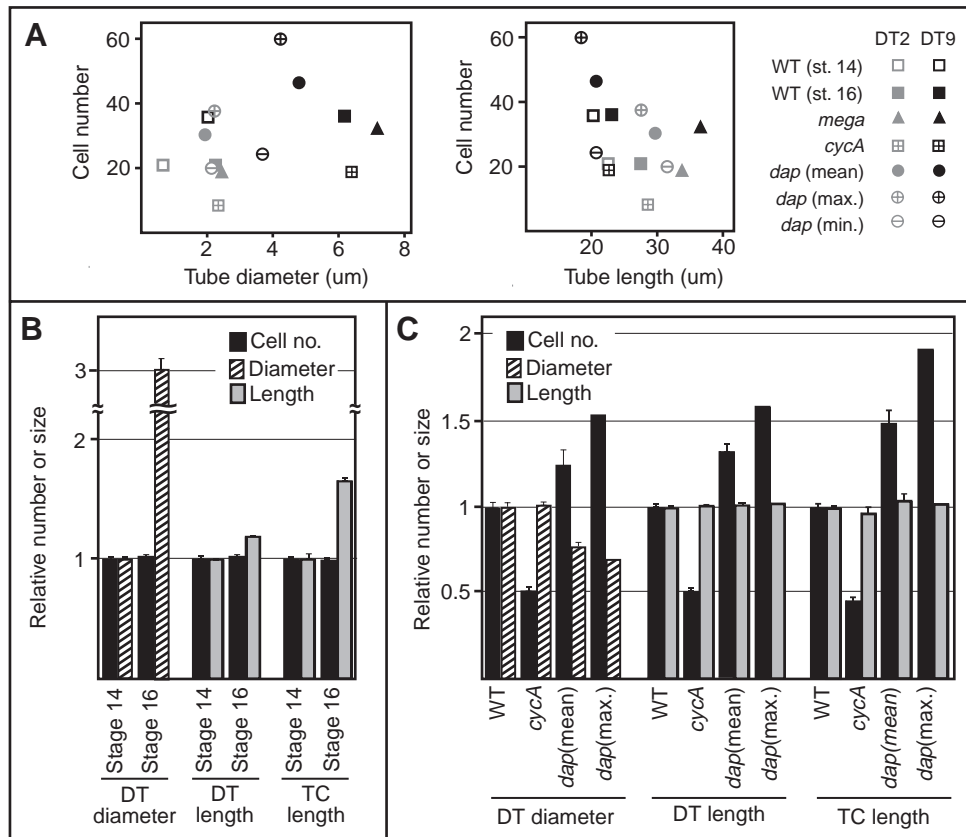 A
60
40
20
Cell number
2
4
6
8
Tube diameter (um)
60
40
20
Cell number
20
30
40
Tube length (um)
DT2 DT9
WT (st. 14)
WT (st. 16)
mega
cycA
dap (mean)
dap (max.)
dap (min.)
B
Cell no.
Diameter
Length
3
2
1
Relative number or size
Stage 14
Stage 16
Stage 14
Stage 16
Stage 14
Stage 16
DT diameter
DT length
TC length
C
Cell no.
Diameter
Length
2
1.5
1
0.5
Relative number or size
WT
cycA
dap(mean)
dap(max.)
WT
cycA
dap(mean)
dap(max.)
WT
cycA
dap(mean)
dap(max.)
DT diameter
DT length
TC length